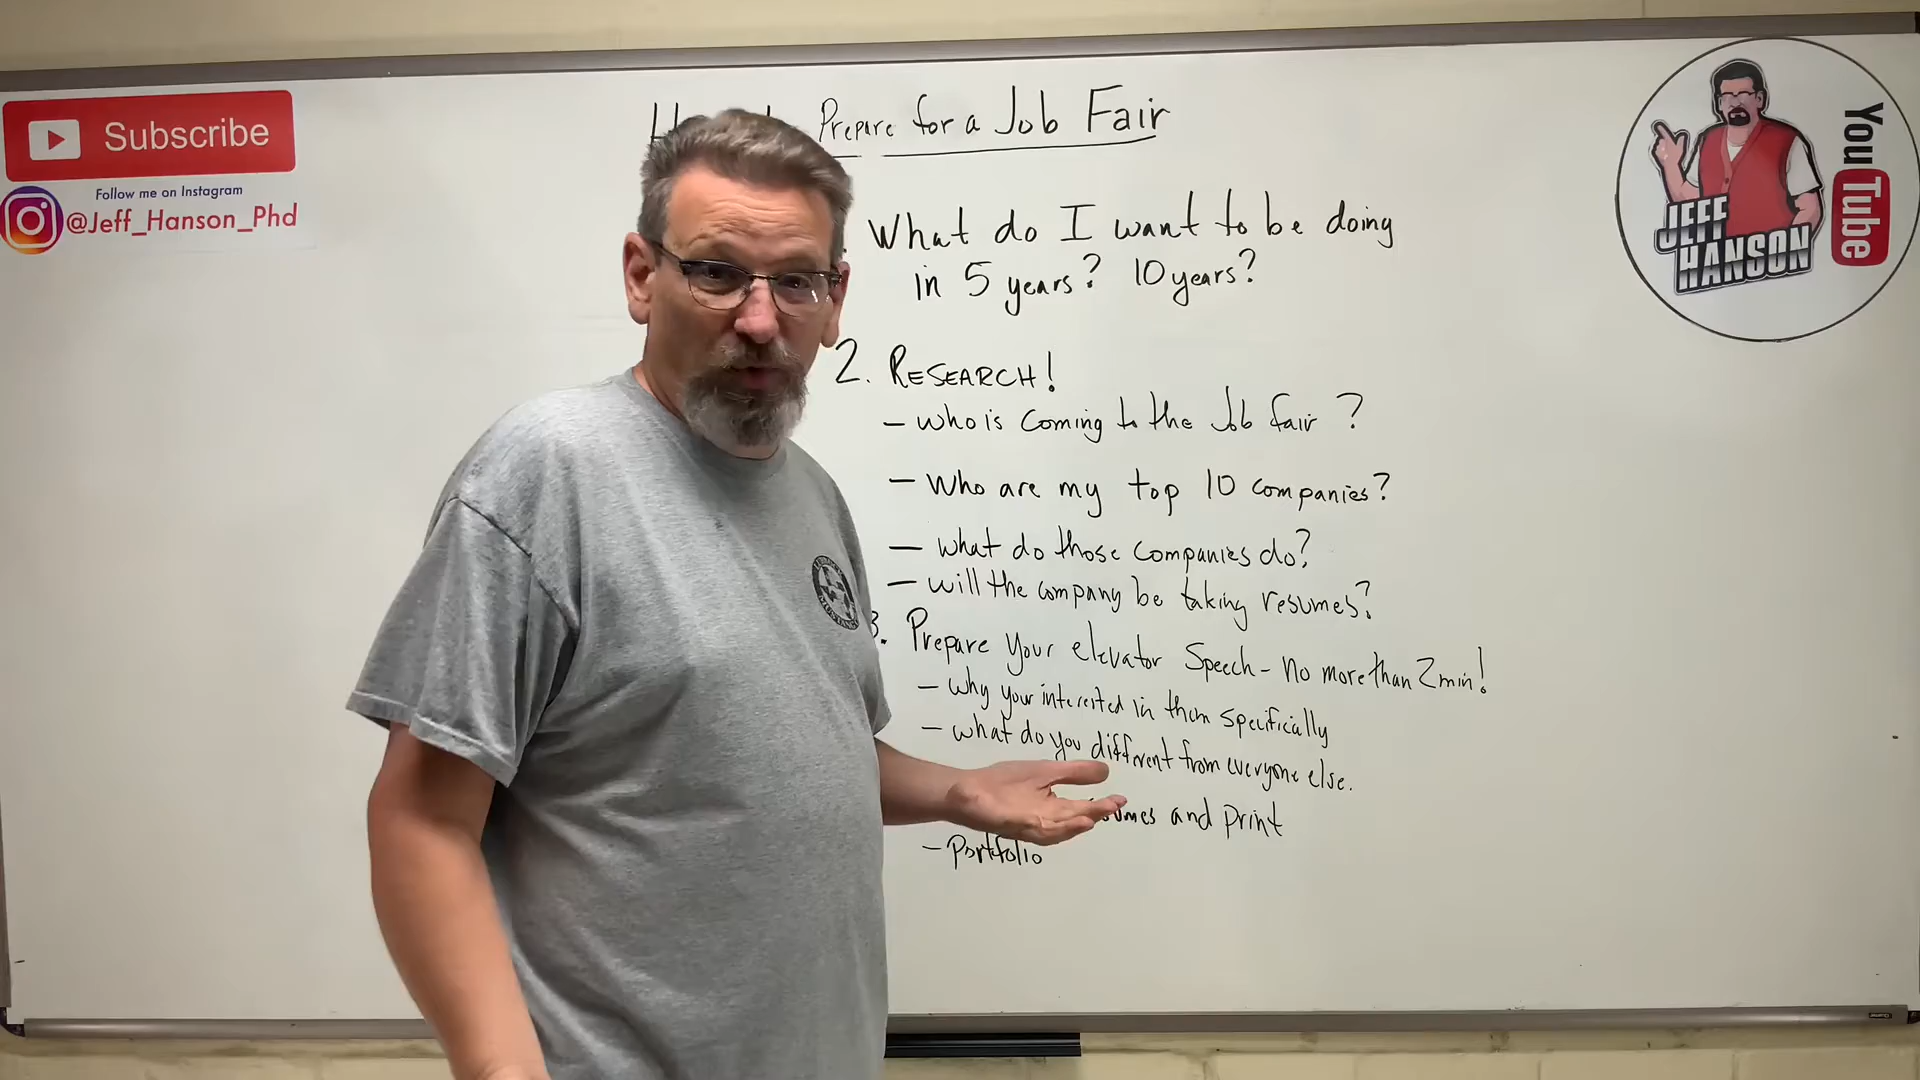 Subscribe
Follow me on Instagram
@Jeff_Hanson_Phd
Prepare for a Job Fair
What do I want to be doing
in 5 years? 10 years?
2. RESEARCH!
- who is coming to the Job fair ?
- Who are my top 10 companies?
- what do those companies do?
- will the company be taking resumes?
3. Prepare your elevator Speech - no more than 2 min!
- why your interested in them specifically
- what do you different from everyone else.
and print
- Portfolio
JEFF
HANSON
YouTube